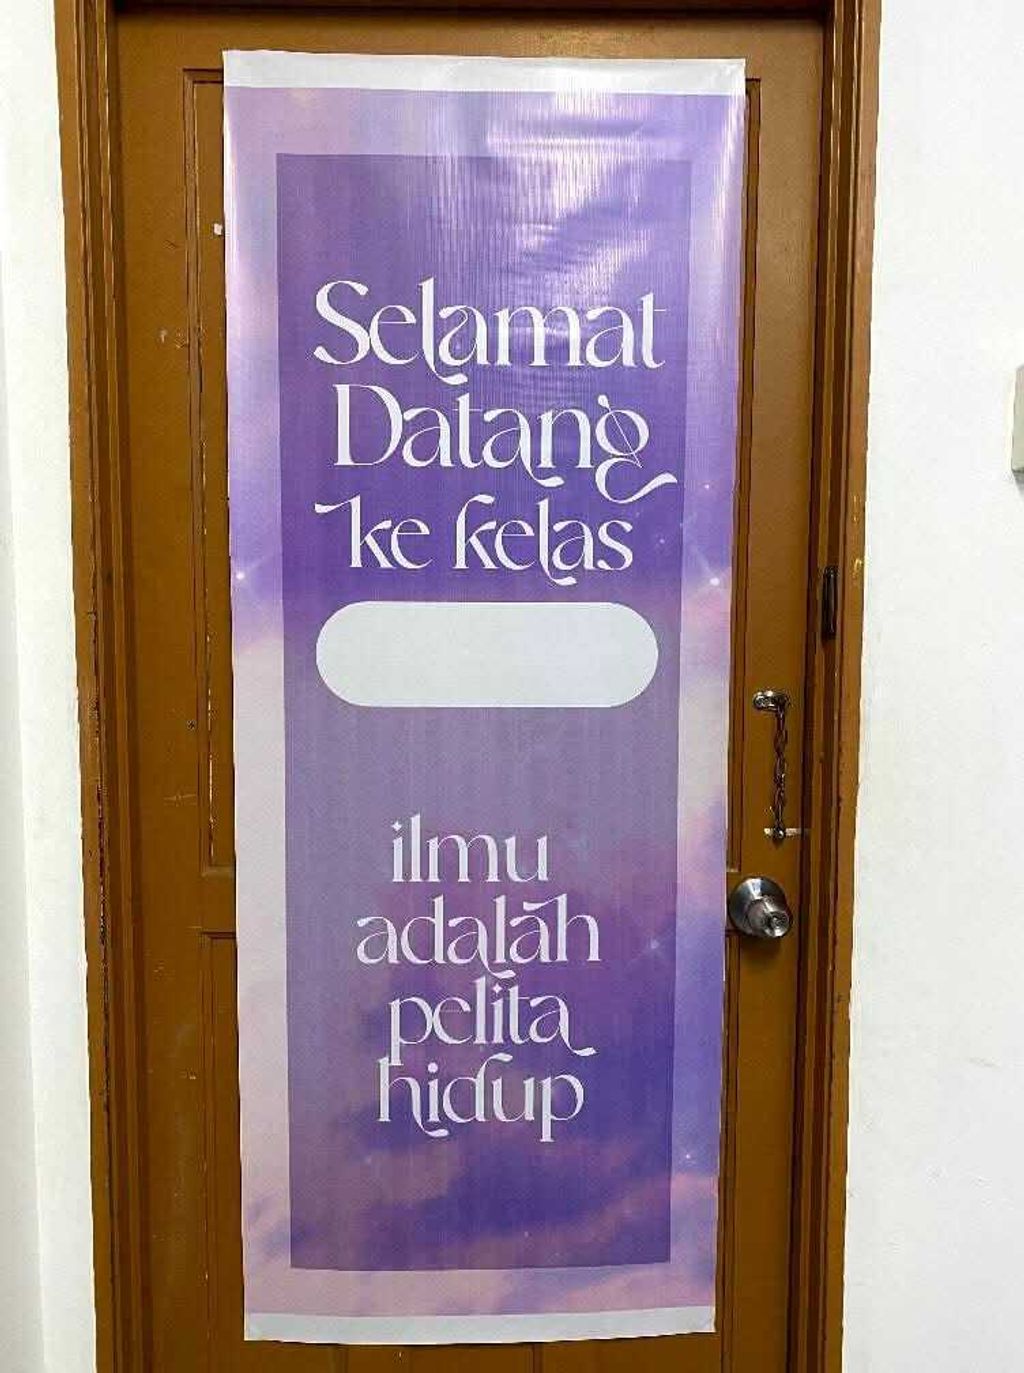 Selamat
Datang
ke kelas
ilmu
adalah
pelita
hidup